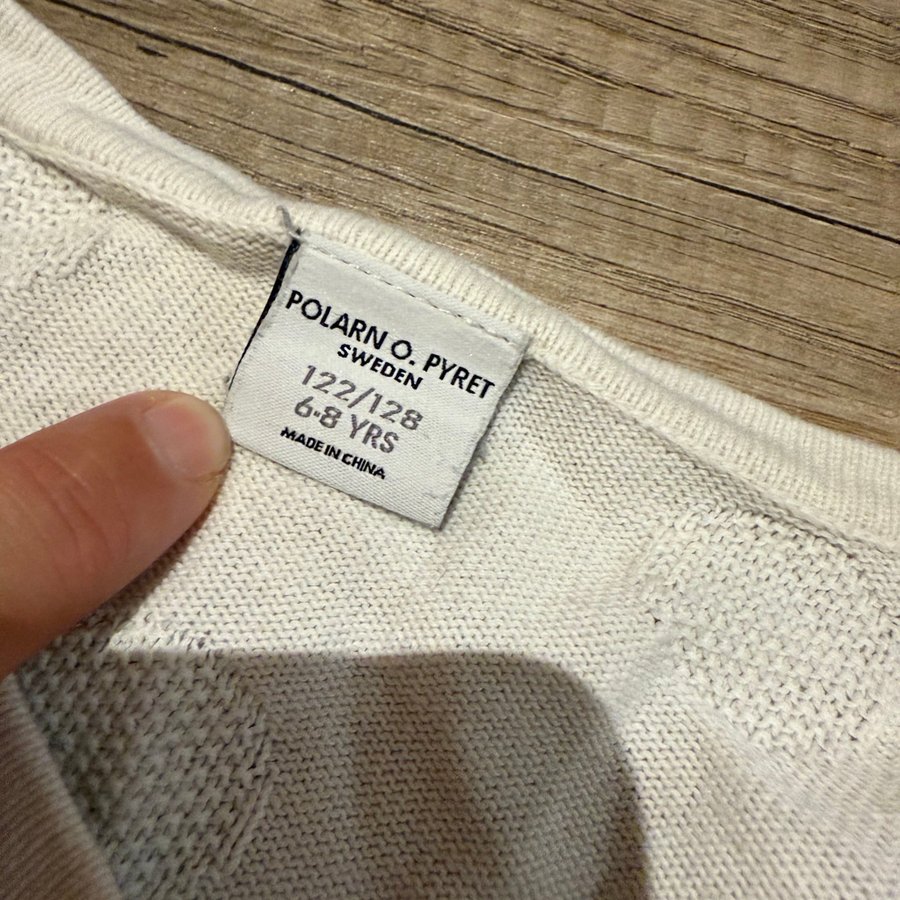 POLARN O. PYRET
SWEDEN
122/128
6-8 YRS
MADE IN CHINA